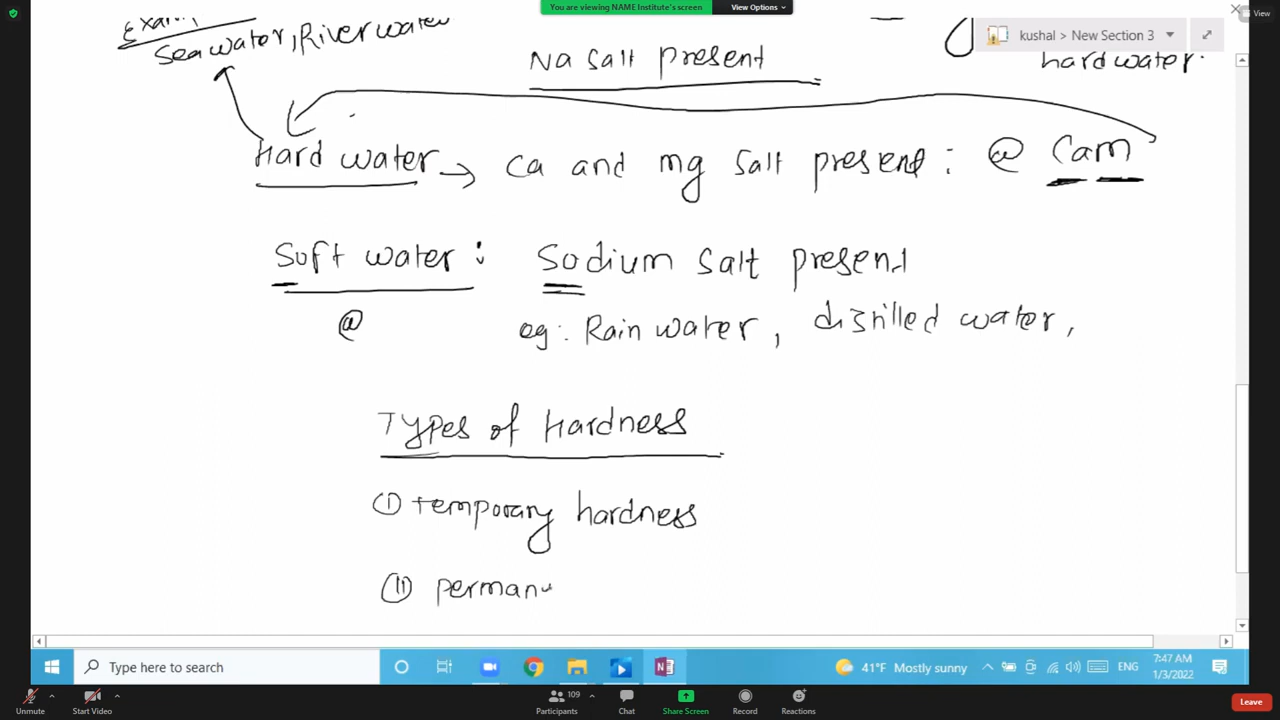 You are viewing NAME Institute's screen
View Options
View
Seawater, River water
Na salt present
kushal > New Section 3
hardwater.
Hard water → Ca and mg salt present : @ Cam
Soft water : Sodium salt present
@
eg: Rain water , distilled water,
Types of Hardness
(I) temporary hardness
(II) perman
Type here to search
41°F Mostly sunny
ENG
7:47 AM
1/3/2022
Unmute
Start Video
Participants
109
Chat
Share Screen
Record
Reactions
Leave